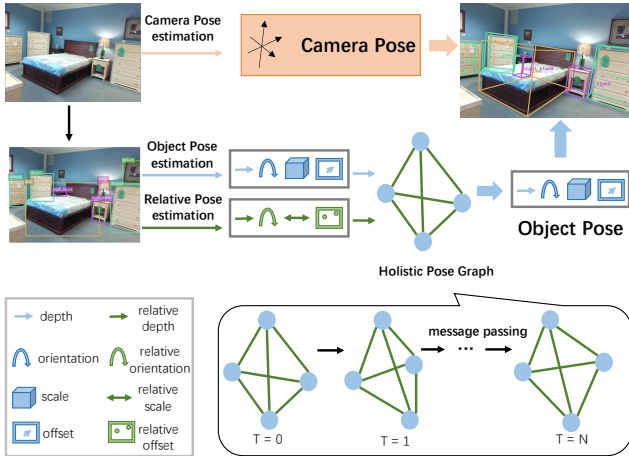 Camera Pose
estimation
Camera Pose
Object Pose
estimation
Relative Pose
estimation
Object Pose
Holistic Pose Graph
depth
relative
depth
orientation
relative
orientation
scale
relative
scale
offset
relative
offset
message passing
...
T = 0
T = 1
T = N